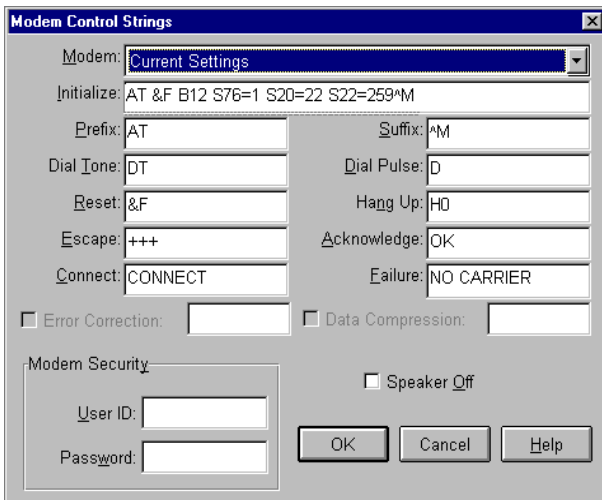 Modem Control Strings
Modem: Current Settings
Initialize: AT &F B12 S76=1 S20=22 S22=259^M
Prefix: AT Suffix: ^M
Dial Tone: DT Dial Pulse: D
Reset: &F Hang Up: H0
Escape: +++ Acknowledge: OK
Connect: CONNECT Failure: NO CARRIER
Error Correction: Data Compression:
Modem Security
Speaker Off
User ID:
OK Cancel Help
Password: